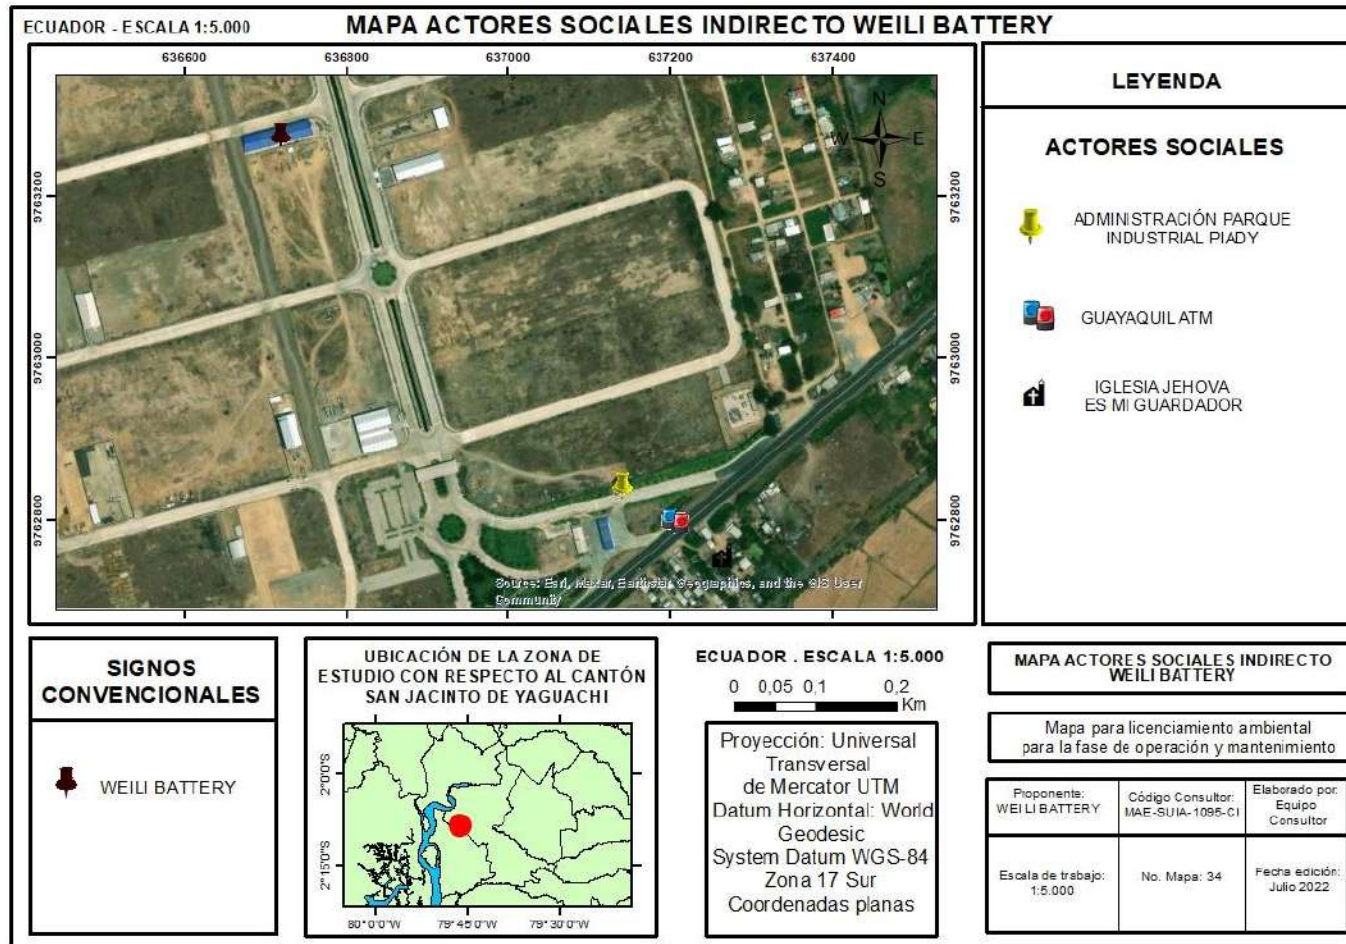 ECUADOR - ESCALA 1:5.000
MAPA ACTORES SOCIALES INDIRECTO WEILI BATTERY
636600 636800 637000 637200 637400
9763200
9763000
9762800
9763200
9763000
9762800
N
W E
S
Source: Esri, Maxar, Earthstar Geographics, and the GIS User
Community
LEYENDA
ACTORES SOCIALES
ADMINISTRACIÓN PARQUE
INDUSTRIAL PIADY
GUAYAQUIL ATM
IGLESIA JEHOVA
ES MI GUARDADOR
SIGNOS
CONVENCIONALES
WEILI BATTERY
UBICACIÓN DE LA ZONA DE
ESTUDIO CON RESPECTO AL CANTÓN
SAN JACINTO DE YAGUACHI
2°0'0"S
2°15'0"S
80°0'0"W 79°45'0"W 79°30'0"W
ECUADOR . ESCALA 1:5.000
0 0,05 0,1 0,2
Km
Proyección: Universal
Transversal
de Mercator UTM
Datum Horizontal: World
Geodesic
System Datum WGS-84
Zona 17 Sur
Coordenadas planas
MAPA ACTORES SOCIALES INDIRECTO
WEILI BATTERY
Mapa para licenciamiento ambiental
para la fase de operación y mantenimiento
Proponente:
WEILI BATTERY
Código Consultor:
MAE-SUIA-1095-CI
Elaborado por:
Equipo
Consultor
Escala de trabajo:
1:5.000
No. Mapa: 34
Fecha edición:
Julio 2022